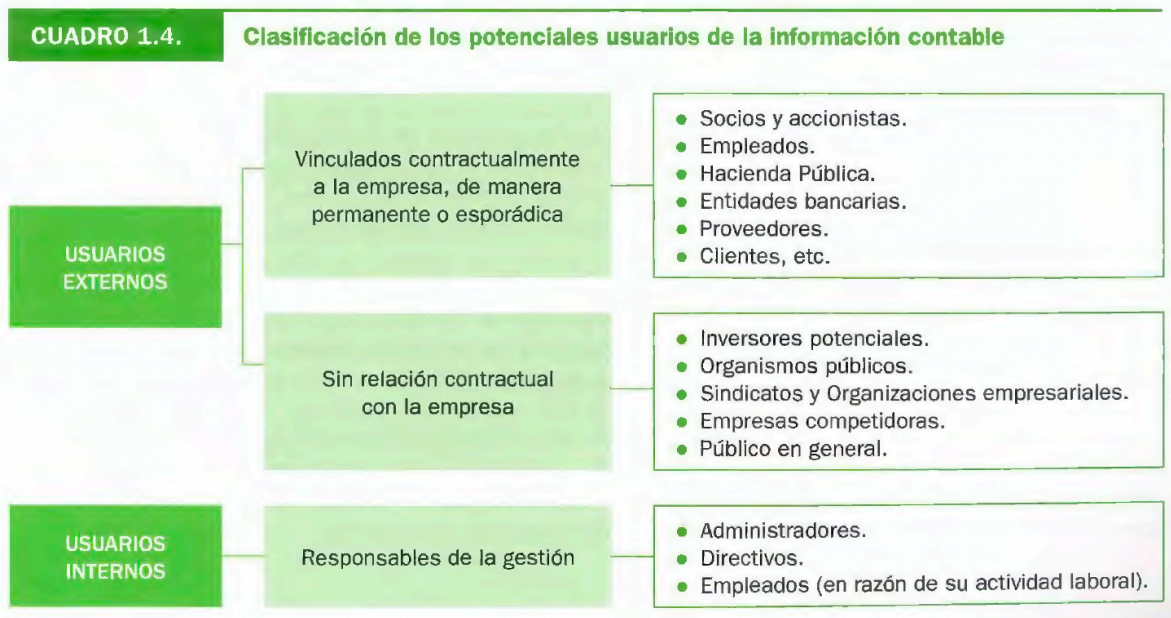 CUADRO 1.4.
Clasificación de los potenciales usuarios de la información contable
USUARIOS
EXTERNOS
Vinculados contractualmente
a la empresa, de manera
permanente o esporádica
• Socios y accionistas.
• Empleados.
• Hacienda Pública.
• Entidades bancarias.
• Proveedores.
• Clientes, etc.
Sin relación contractual
con la empresa
• Inversores potenciales.
• Organismos públicos.
• Sindicatos y Organizaciones empresariales.
• Empresas competidoras.
• Público en general.
USUARIOS
INTERNOS
Responsables de la gestión
• Administradores.
• Directivos.
• Empleados (en razón de su actividad laboral).